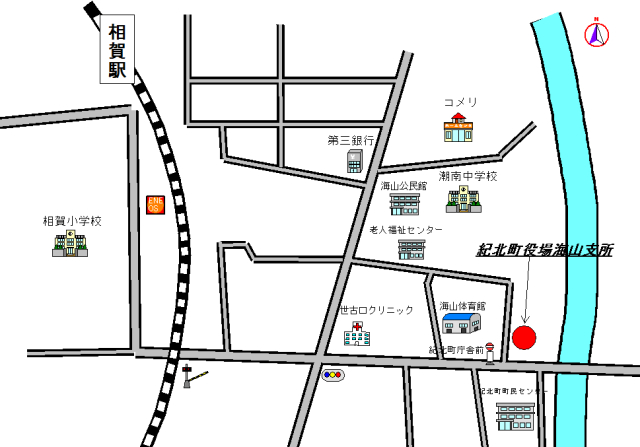 N
相賀駅
コメリ
第三銀行
潮南中学校
海山公民館
ENE
OS
相賀小学校
老人福祉センター
紀北町役場海山支所
世古口クリニック
海山体育館
紀北町庁舎前
紀北町町民センター